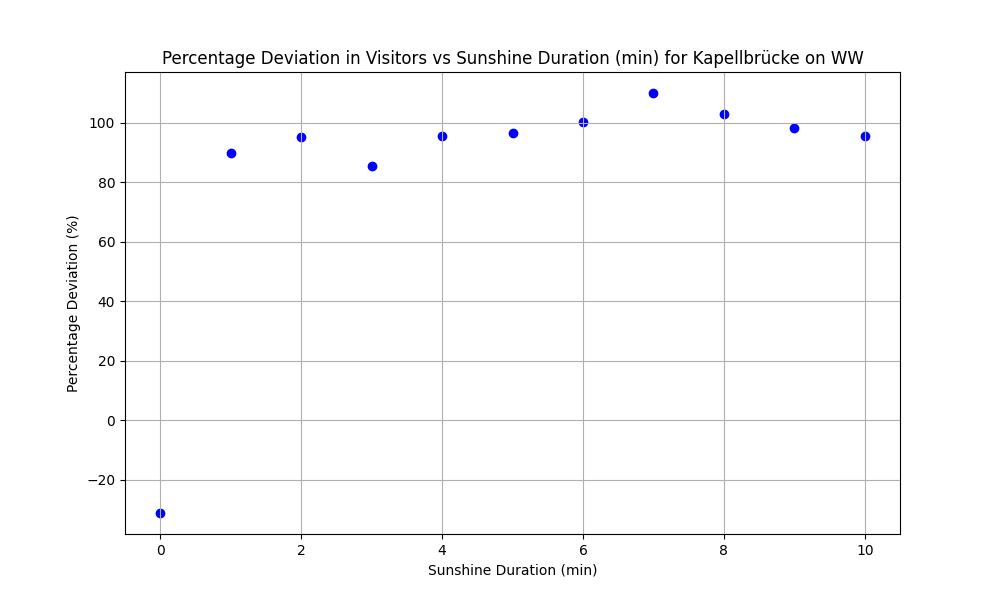 Percentage Deviation in Visitors vs Sunshine Duration (min) for Kapellbrücke on WW
100
80
60
40
20
0
−20
Percentage Deviation (%)
0 2 4 6 8 10
Sunshine Duration (min)